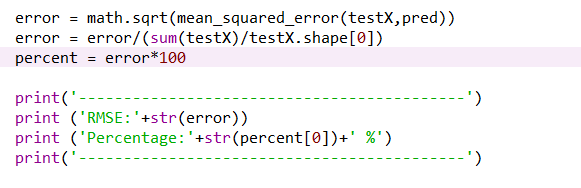 error = math.sqrt(mean_squared_error(testX,pred))
error = error/(sum(testX)/testX.shape[0])
percent = error*100
print('-----------------------------------------')
print ('RMSE:'+str(error))
print ('Percentage:'+str(percent[0])+' %')
print('-----------------------------------------')